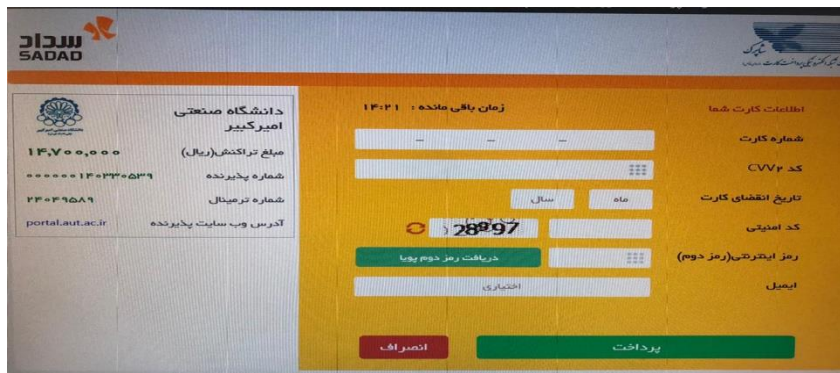 سداد
SADAD
شاپرک
اطلاعات کارت شما
زمان باقی مانده : ۱۴:۲۱
شماره کارت
– – –
کد CVV۲
تاریخ انقضای کارت
ماه
سال
کد امنیتی
رمز اینترنتی(رمز دوم)
دریافت رمز دوم پویا
ایمیل
اختیاری
پرداخت
انصراف
دانشگاه صنعتی
امیرکبیر
مبلغ تراکنش(ریال) ۱۴,۷۰۰,۰۰۰
شماره پذیرنده ۰۰۰۰۰۰۱۴۰۳۳۰۵۳۹
شماره ترمینال ۲۴۰۴۹۵۸۹
آدرس وب سایت پذیرنده portal.aut.ac.ir